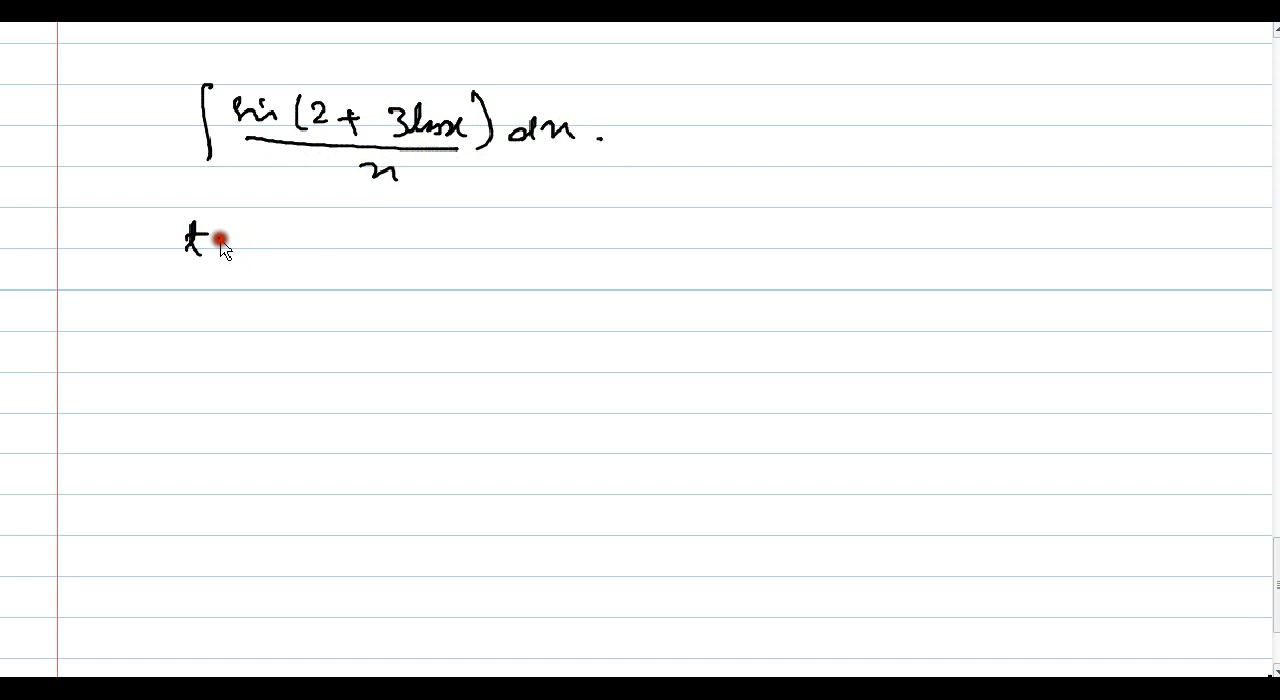 ∫ sin (2 + 3lnx) / x dx .
t